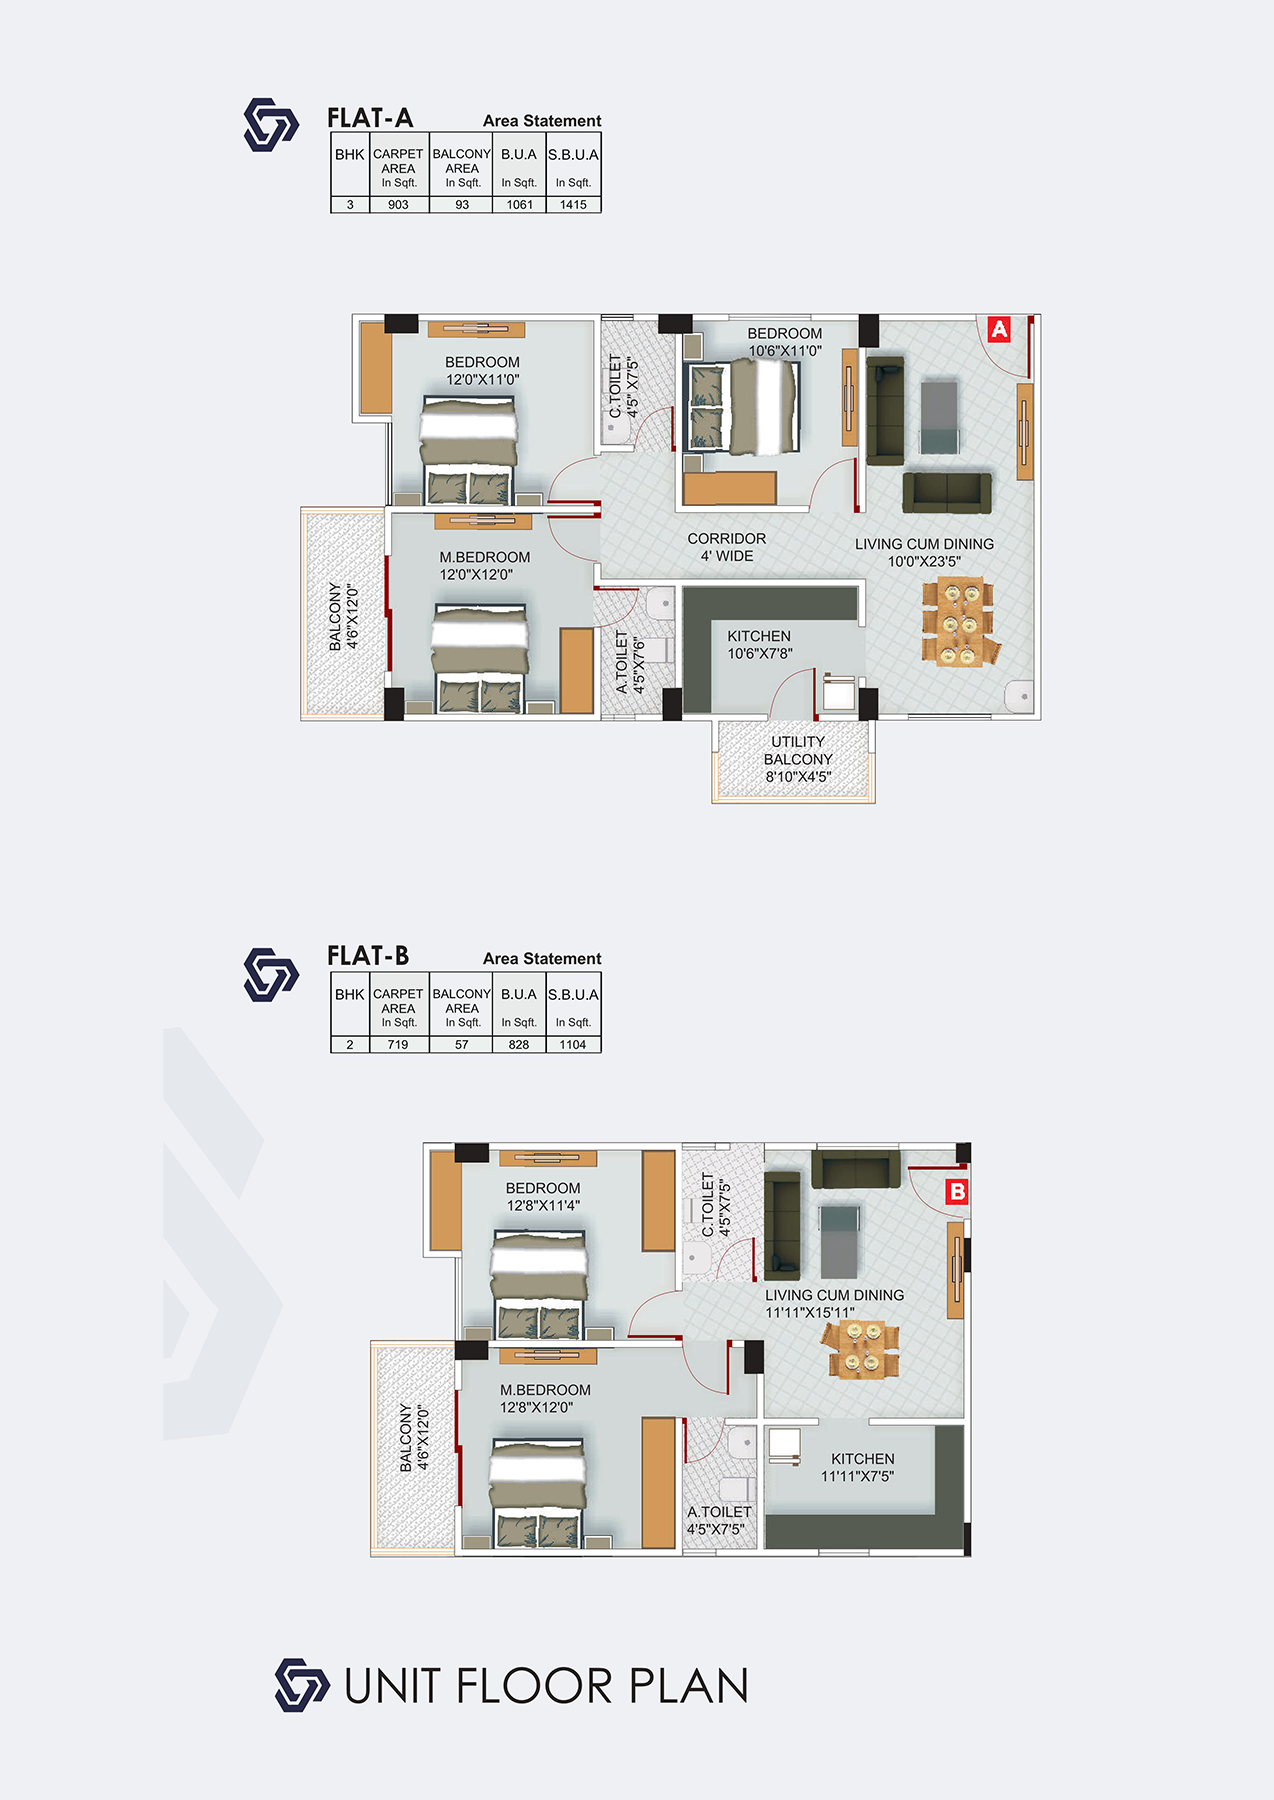 FLAT-A
Area Statement
BHK CARPET AREA In Sqft. BALCONY AREA In Sqft. B.U.A In Sqft. S.B.U.A In Sqft.
3 903 93 1061 1415
A
BEDROOM
10'6"X11'0"
BEDROOM
12'0"X11'0"
C.TOILET
4'5" X7'5"
CORRIDOR
4' WIDE
LIVING CUM DINING
10'0"X23'5"
M.BEDROOM
12'0"X12'0"
BALCONY
4'6"X12'0"
A.TOILET
4'5"X7'6"
KITCHEN
10'6"X7'8"
UTILITY
BALCONY
8'10"X4'5"
FLAT-B
Area Statement
BHK CARPET AREA In Sqft. BALCONY AREA In Sqft. B.U.A In Sqft. S.B.U.A In Sqft.
2 719 57 828 1104
BEDROOM
12'8"X11'4"
C.TOILET
4'5"X7'5"
B
LIVING CUM DINING
11'11"X15'11"
M.BEDROOM
12'8"X12'0"
BALCONY
4'6"X12'0"
KITCHEN
11'11"X7'5"
A.TOILET
4'5"X7'5"
UNIT FLOOR PLAN